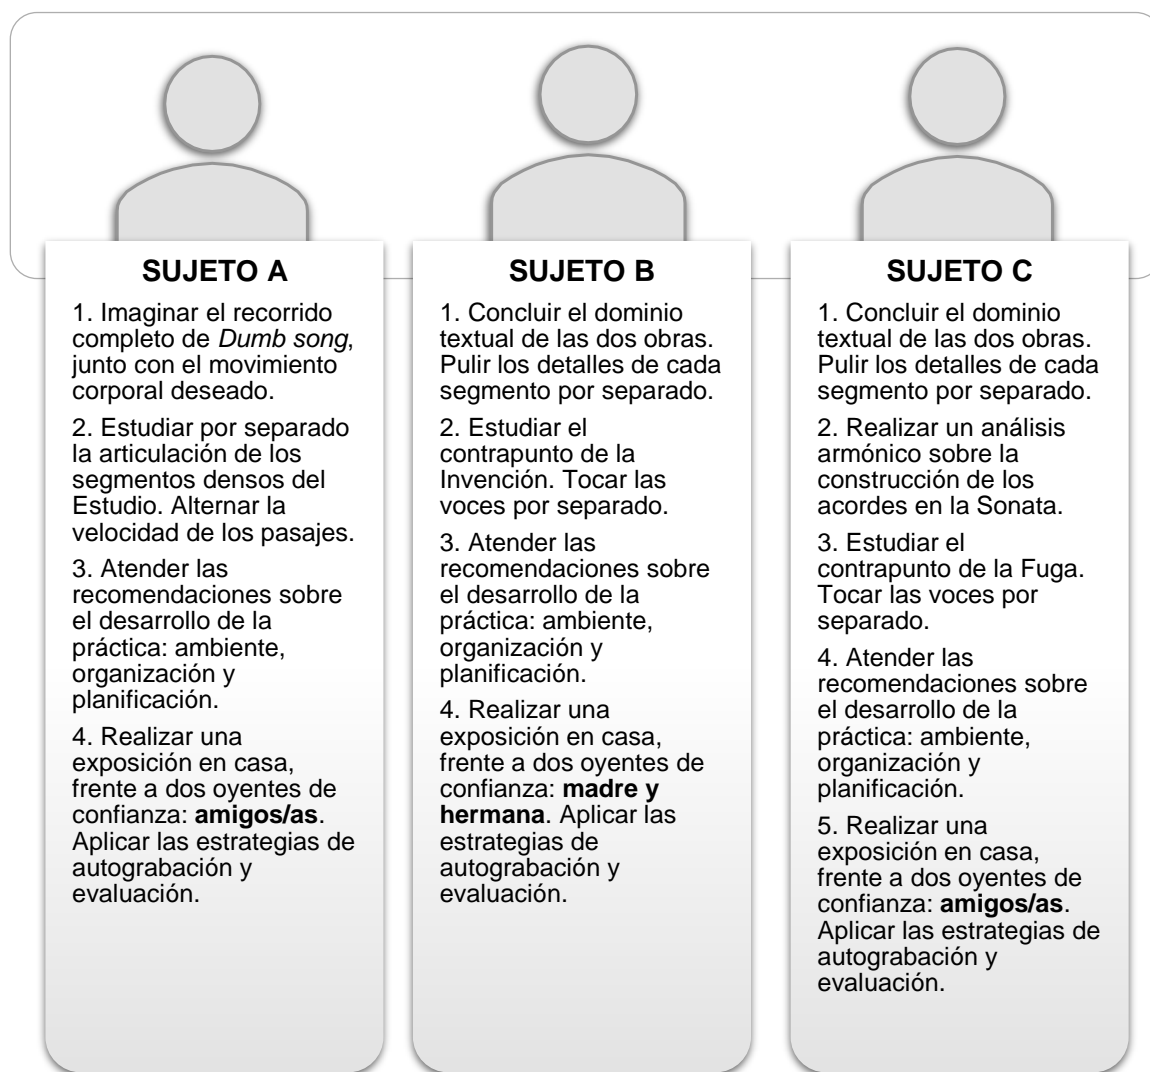 SUJETO A
1. Imaginar el recorrido
completo de Dumb song,
junto con el movimiento
corporal deseado.
2. Estudiar por separado
la articulación de los
segmentos densos del
Estudio. Alternar la
velocidad de los pasajes.
3. Atender las
recomendaciones sobre
el desarrollo de la
práctica: ambiente,
organización y
planificación.
4. Realizar una
exposición en casa,
frente a dos oyentes de
confianza: amigos/as.
Aplicar las estrategias de
autograbación y
evaluación.
SUJETO B
1. Concluir el dominio
textual de las dos obras.
Pulir los detalles de cada
segmento por separado.
2. Estudiar el
contrapunto de la
Invención. Tocar las
voces por separado.
3. Atender las
recomendaciones sobre
el desarrollo de la
práctica: ambiente,
organización y
planificación.
4. Realizar una
exposición en casa,
frente a dos oyentes de
confianza: madre y
hermana. Aplicar las
estrategias de
autograbación y
evaluación.
SUJETO C
1. Concluir el dominio
textual de las dos obras.
Pulir los detalles de cada
segmento por separado.
2. Realizar un análisis
armónico sobre la
construcción de los
acordes en la Sonata.
3. Estudiar el
contrapunto de la Fuga.
Tocar las voces por
separado.
4. Atender las
recomendaciones sobre
el desarrollo de la
práctica: ambiente,
organización y
planificación.
5. Realizar una
exposición en casa,
frente a dos oyentes de
confianza: amigos/as.
Aplicar las estrategias de
autograbación y
evaluación.